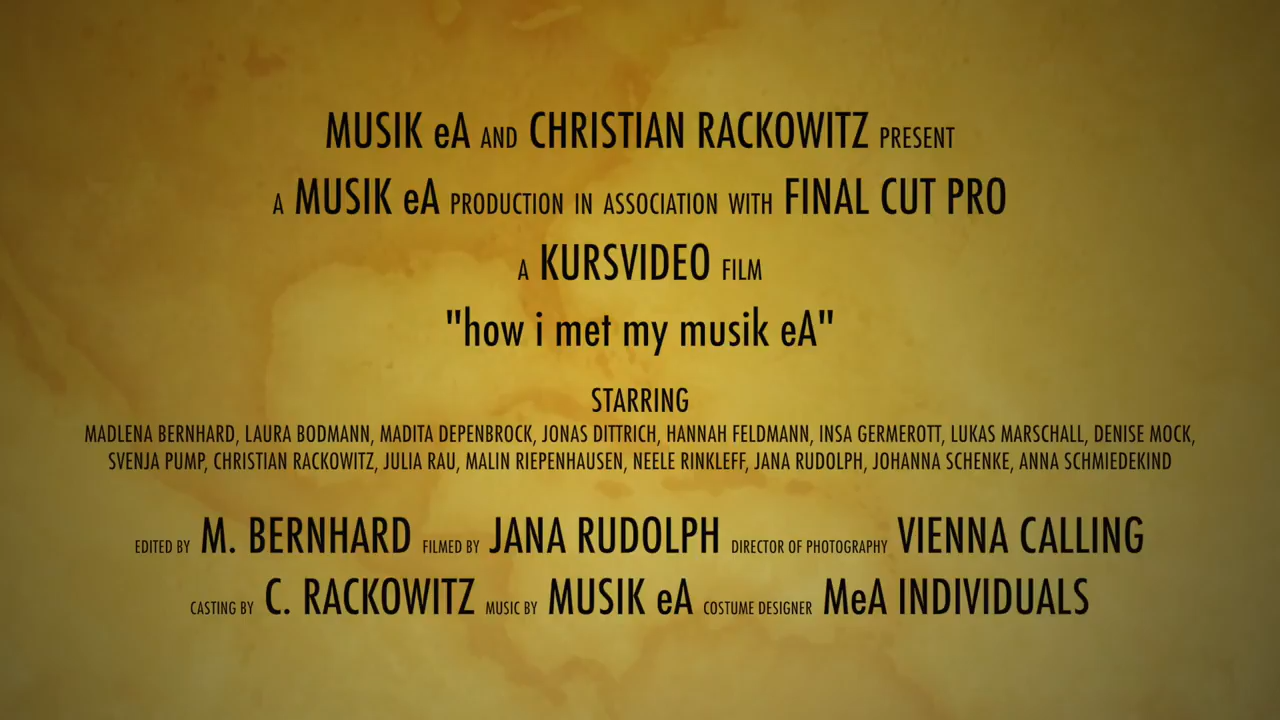 MUSIK eA AND CHRISTIAN RACKOWITZ PRESENT
A MUSIK eA PRODUCTION IN ASSOCIATION WITH FINAL CUT PRO
A KURSVIDEO FILM
"how i met my musik eA"
STARRING
MADLENA BERNHARD, LAURA BODMANN, MADITA DEPENBROCK, JONAS DITTRICH, HANNAH FELDMANN, INSA GERMEROTT, LUKAS MARSCHALL, DENISE MOCK,
SVENJA PUMP, CHRISTIAN RACKOWITZ, JULIA RAU, MALIN RIEPENHAUSEN, NEELE RINKLEFF, JANA RUDOLPH, JOHANNA SCHENKE, ANNA SCHMIEDEKIND
EDITED BY M. BERNHARD FILMED BY JANA RUDOLPH DIRECTOR OF PHOTOGRAPHY VIENNA CALLING
CASTING BY C. RACKOWITZ MUSIC BY MUSIK eA COSTUME DESIGNER MeA INDIVIDUALS